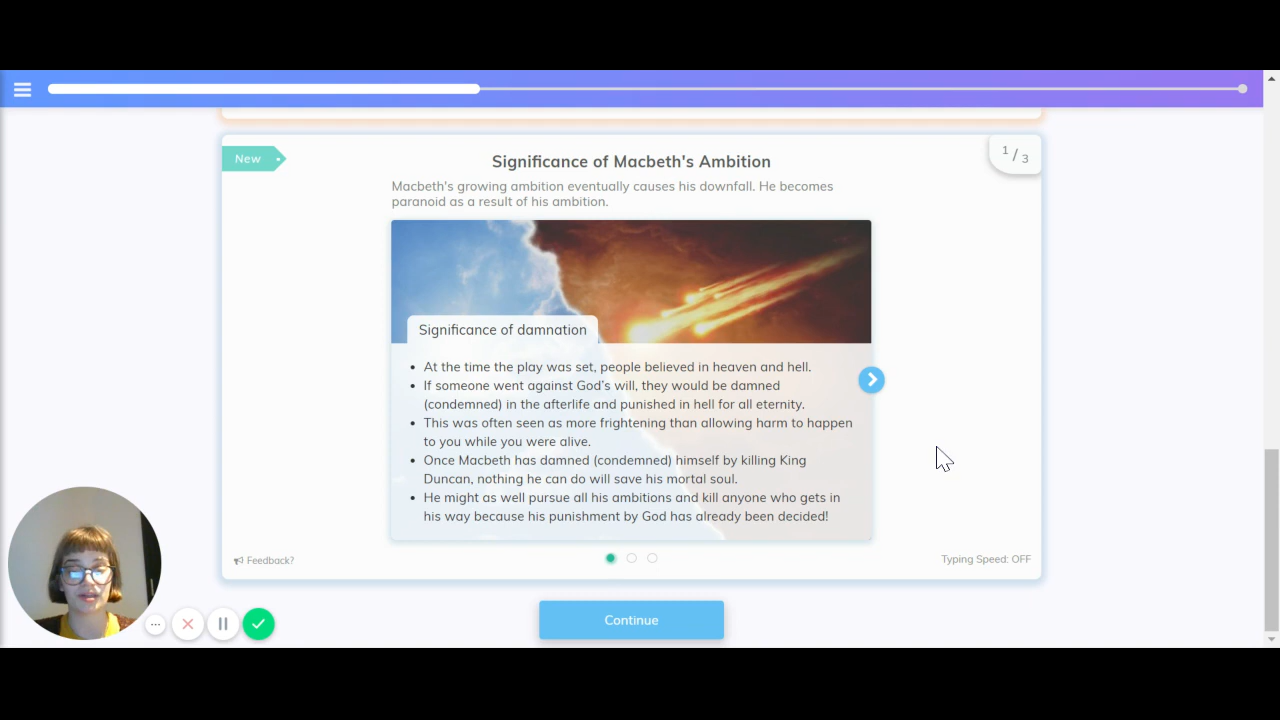 New
Significance of Macbeth's Ambition
1 / 3
Macbeth's growing ambition eventually causes his downfall. He becomes
paranoid as a result of his ambition.
Significance of damnation
• At the time the play was set, people believed in heaven and hell.
• If someone went against God's will, they would be damned
(condemned) in the afterlife and punished in hell for all eternity.
• This was often seen as more frightening than allowing harm to happen
to you while you were alive.
• Once Macbeth has damned (condemned) himself by killing King
Duncan, nothing he can do will save his mortal soul.
• He might as well pursue all his ambitions and kill anyone who gets in
his way because his punishment by God has already been decided!
Feedback?
Typing Speed: OFF
Continue